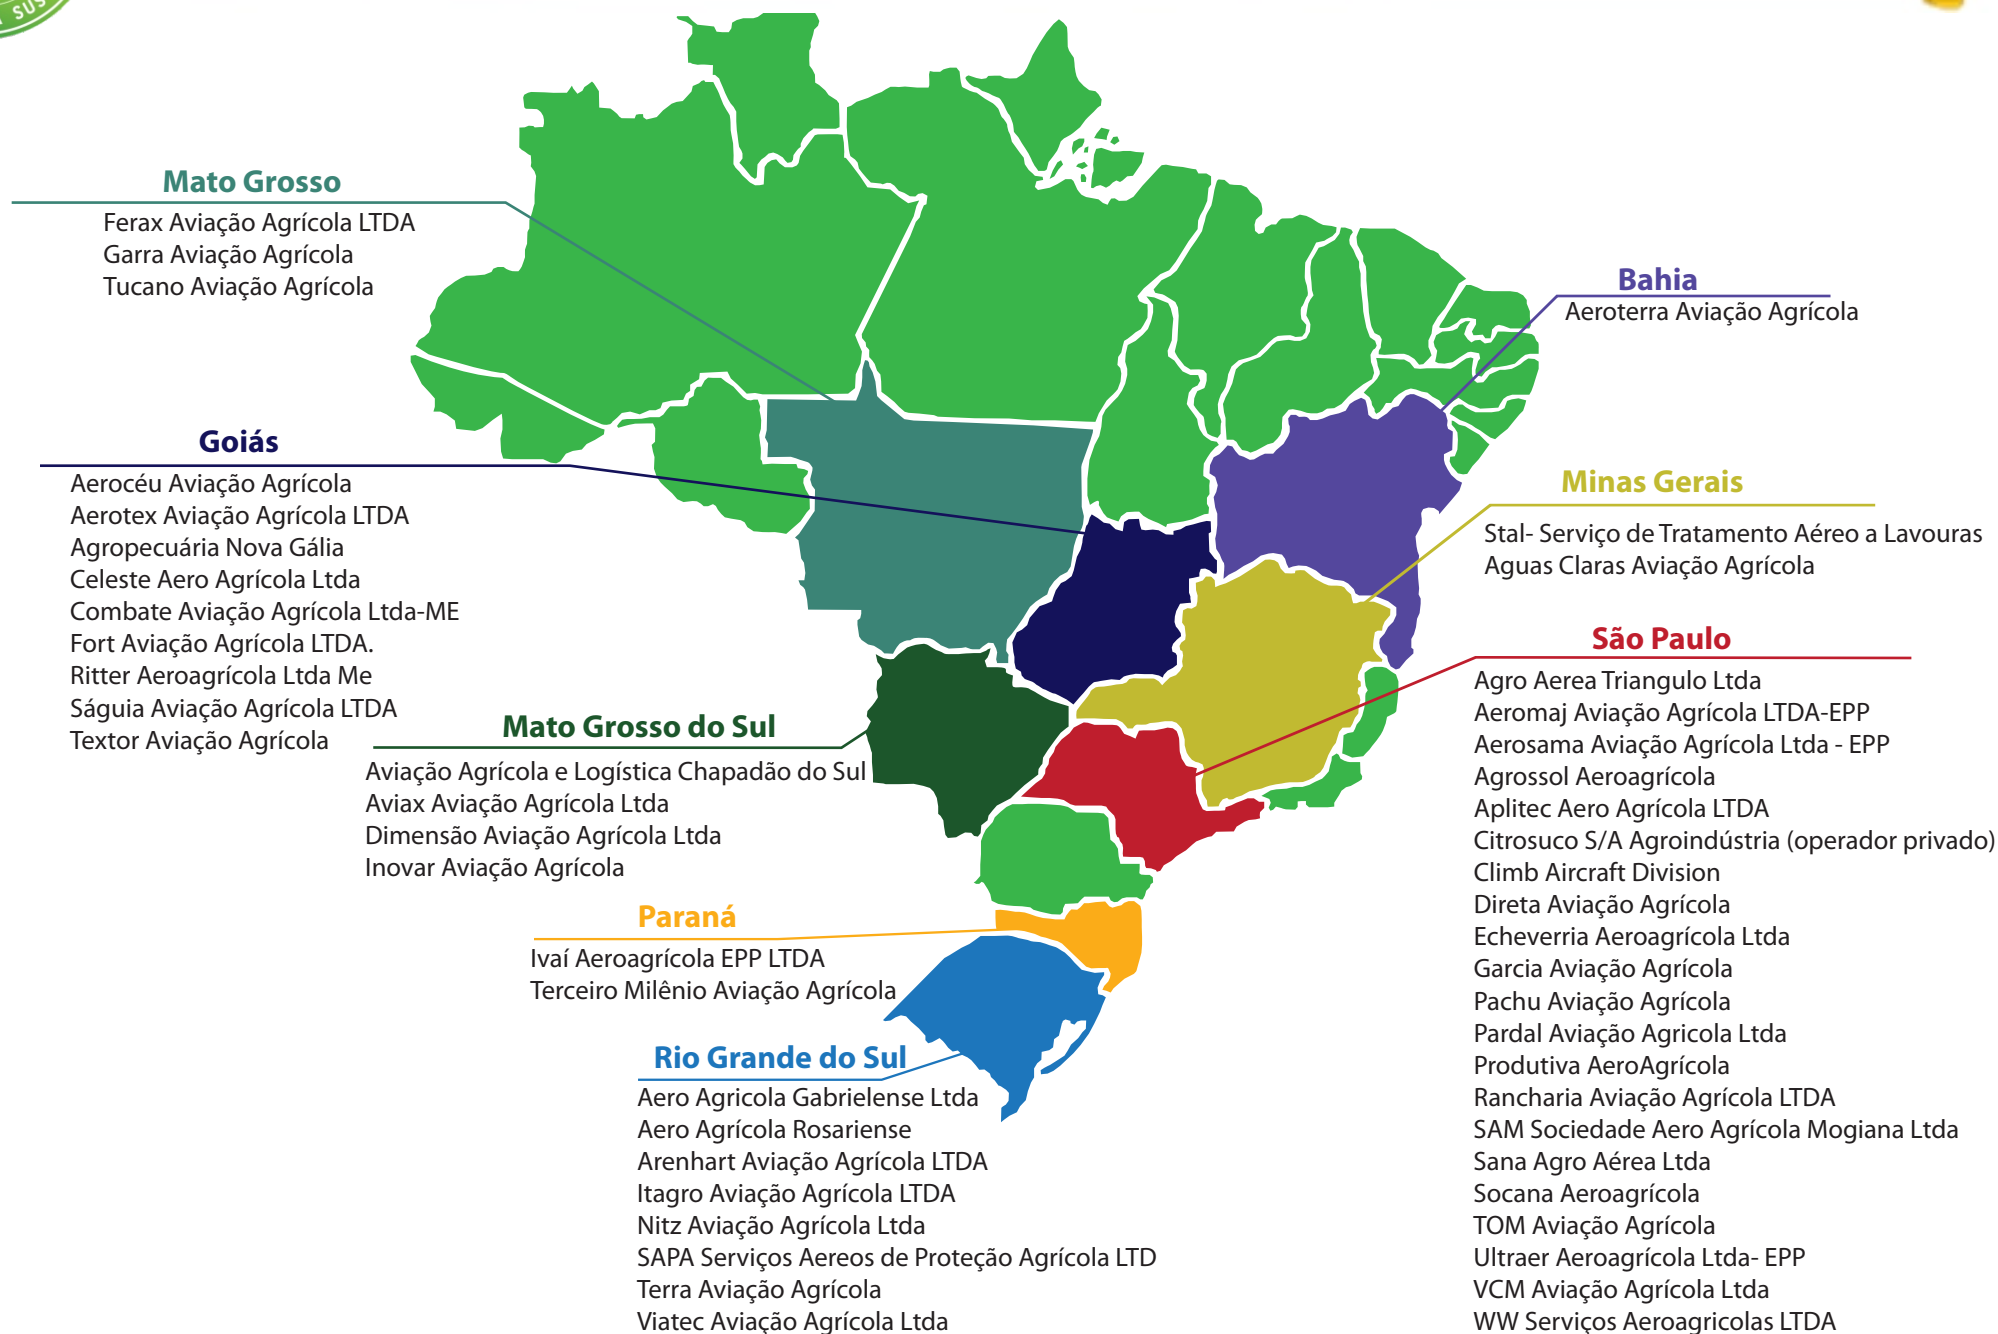 SUS
Mato Grosso
Ferax Aviação Agrícola LTDA
Garra Aviação Agrícola
Tucano Aviação Agrícola
Bahia
Aeroterra Aviação Agrícola
Goiás
Aerocéu Aviação Agrícola
Aerotex Aviação Agrícola LTDA
Agropecuária Nova Gália
Celeste Aero Agrícola Ltda
Combate Aviação Agrícola Ltda-ME
Fort Aviação Agrícola LTDA.
Ritter Aeroagrícola Ltda Me
Ságuia Aviação Agrícola LTDA
Textor Aviação Agrícola
Minas Gerais
Stal- Serviço de Tratamento Aéreo a Lavouras
Aguas Claras Aviação Agrícola
Mato Grosso do Sul
Aviação Agrícola e Logística Chapadão do Sul
Aviax Aviação Agrícola Ltda
Dimensão Aviação Agrícola Ltda
Inovar Aviação Agrícola
São Paulo
Agro Aerea Triangulo Ltda
Aeromaj Aviação Agrícola LTDA-EPP
Aerosama Aviação Agrícola Ltda - EPP
Agrossol Aeroagrícola
Aplitec Aero Agrícola LTDA
Citrosuco S/A Agroindústria (operador privado)
Climb Aircraft Division
Direta Aviação Agrícola
Echeverria Aeroagrícola Ltda
Garcia Aviação Agrícola
Pachu Aviação Agrícola
Pardal Aviação Agricola Ltda
Produtiva AeroAgrícola
Rancharia Aviação Agrícola LTDA
SAM Sociedade Aero Agrícola Mogiana Ltda
Sana Agro Aérea Ltda
Socana Aeroagrícola
TOM Aviação Agrícola
Ultraer Aeroagrícola Ltda- EPP
VCM Aviação Agrícola Ltda
WW Serviços Aeroagricolas LTDA
Paraná
Ivaí Aeroagrícola EPP LTDA
Terceiro Milênio Aviação Agrícola
Rio Grande do Sul
Aero Agricola Gabrielense Ltda
Aero Agrícola Rosariense
Arenhart Aviação Agrícola LTDA
Itagro Aviação Agrícola LTDA
Nitz Aviação Agrícola Ltda
SAPA Serviços Aereos de Proteção Agrícola LTD
Terra Aviação Agrícola
Viatec Aviação Agrícola Ltda